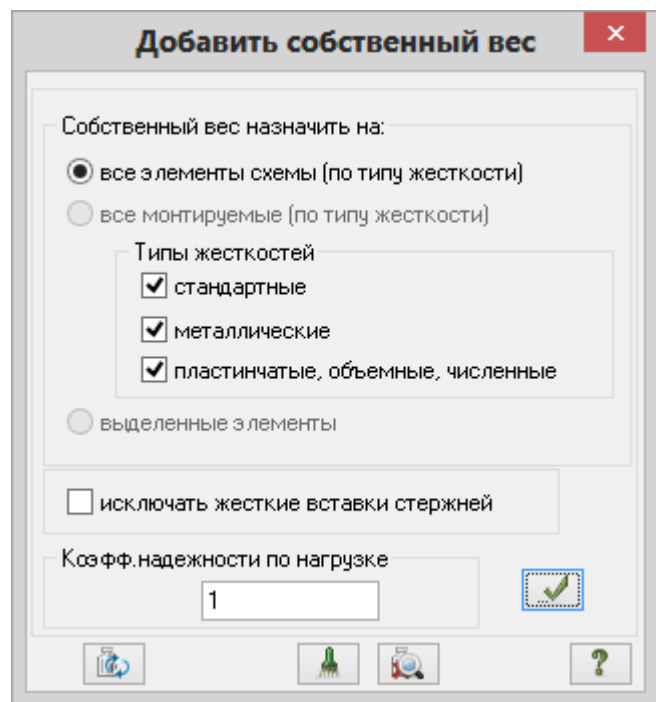 Добавить собственный вес
Собственный вес назначить на:
все элементы схемы (по типу жесткости)
все монтируемые (по типу жесткости)
Типы жесткостей
стандартные
металлические
пластинчатые, объемные, численные
выделенные элементы
исключать жесткие вставки стержней
Коэфф.надежности по нагрузке
1
?